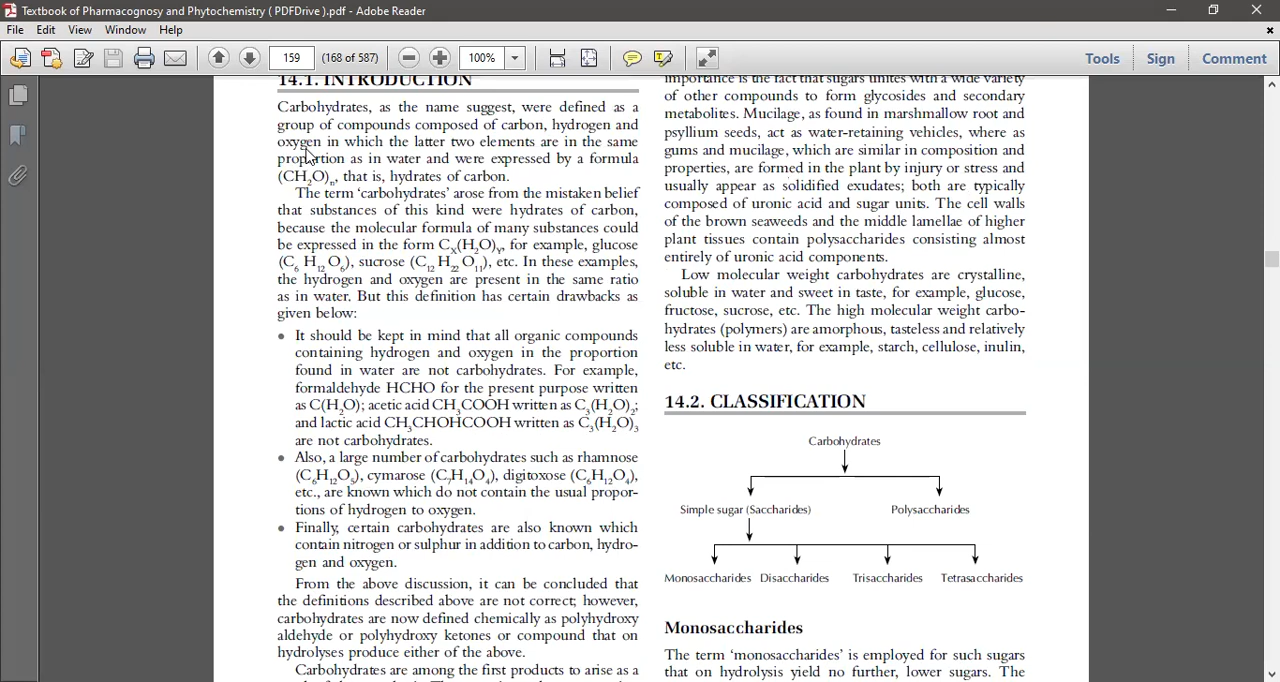 Textbook of Pharmacognosy and Phytochemistry ( PDFDrive ).pdf - Adobe Reader
File Edit View Window Help
159 (168 of 587) 100% Tools Sign Comment
14.1. INTRODUCTION
Carbohydrates, as the name suggest, were defined as a
group of compounds composed of carbon, hydrogen and
oxygen in which the latter two elements are in the same
proportion as in water and were expressed by a formula
(CH₂O)ₙ, that is, hydrates of carbon.
The term ‘carbohydrates’ arose from the mistaken belief
that substances of this kind were hydrates of carbon,
because the molecular formula of many substances could
be expressed in the form Cₓ(H₂O)ᵧ, for example, glucose
(C₆ H₁₂ O₆), sucrose (C₁₂ H₂₂ O₁₁), etc. In these examples,
the hydrogen and oxygen are present in the same ratio
as in water. But this definition has certain drawbacks as
given below:
• It should be kept in mind that all organic compounds
containing hydrogen and oxygen in the proportion
found in water are not carbohydrates. For example,
formaldehyde HCHO for the present purpose written
as C(H₂O); acetic acid CH₃COOH written as C₃(H₂O)₂;
and lactic acid CH₃CHOHCOOH written as C₃(H₂O)₃
are not carbohydrates.
• Also, a large number of carbohydrates such as rhamnose
(C₆H₁₂O₅), cymarose (C₇H₁₄O₄), digitoxose (C₆H₁₂O₄),
etc., are known which do not contain the usual propor-
tions of hydrogen to oxygen.
• Finally, certain carbohydrates are also known which
contain nitrogen or sulphur in addition to carbon, hydro-
gen and oxygen.
From the above discussion, it can be concluded that
the definitions described above are not correct; however,
carbohydrates are now defined chemically as polyhydroxy
aldehyde or polyhydroxy ketones or compound that on
hydrolyses produce either of the above.
Carbohydrates are among the first products to arise as a
importance is the fact that sugars unites with a wide variety
of other compounds to form glycosides and secondary
metabolites. Mucilage, as found in marshmallow root and
psyllium seeds, act as water-retaining vehicles, where as
gums and mucilage, which are similar in composition and
properties, are formed in the plant by injury or stress and
usually appear as solidified exudates; both are typically
composed of uronic acid and sugar units. The cell walls
of the brown seaweeds and the middle lamellae of higher
plant tissues contain polysaccharides consisting almost
entirely of uronic acid components.
Low molecular weight carbohydrates are crystalline,
soluble in water and sweet in taste, for example, glucose,
fructose, sucrose, etc. The high molecular weight carbo-
hydrates (polymers) are amorphous, tasteless and relatively
less soluble in water, for example, starch, cellulose, inulin,
etc.
14.2. CLASSIFICATION
Carbohydrates
Simple sugar (Saccharides) Polysaccharides
Monosaccharides Disaccharides Trisaccharides Tetrasaccharides
Monosaccharides
The term ‘monosaccharides’ is employed for such sugars
that on hydrolysis yield no further, lower sugars. The